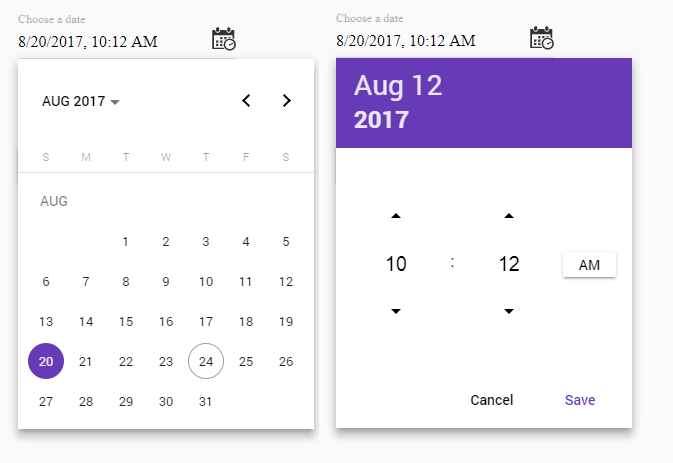 Choose a date
8/20/2017, 10:12 AM
AUG 2017
S M T W T F S
AUG
1 2 3 4 5
6 7 8 9 10 11 12
13 14 15 16 17 18 19
20 21 22 23 24 25 26
27 28 29 30 31
Choose a date
8/20/2017, 10:12 AM
Aug 12
2017
10 : 12 AM
Cancel Save